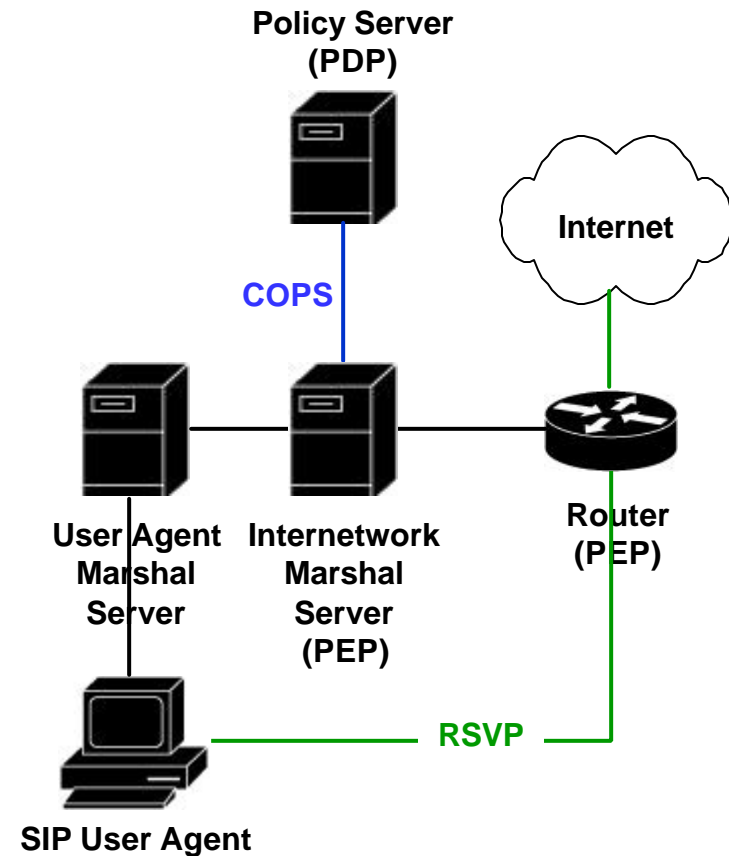 Policy Server
(PDP)
Internet
COPS
User Agent
Marshal
Server
Internetwork
Marshal
Server
(PEP)
Router
(PEP)
RSVP
SIP User Agent